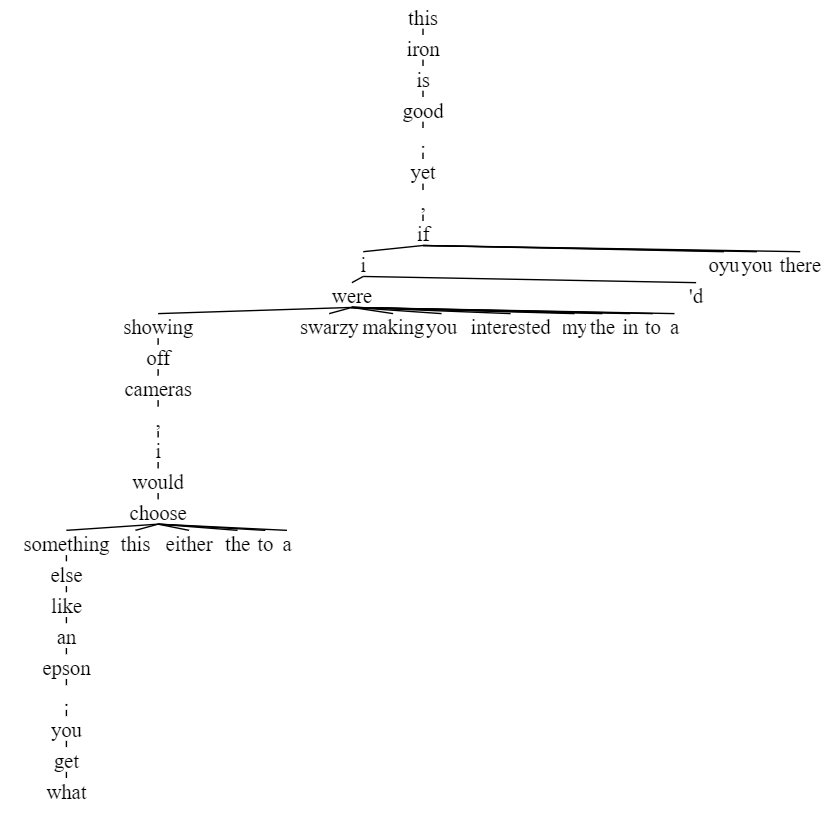 this
iron
is
good
;
yet
,
if
i oyu you there
were 'd
showing swarzy making you interested my the in to a
off
cameras
,
i
would
choose
something this either the to a
else
like
an
epson
;
you
get
what